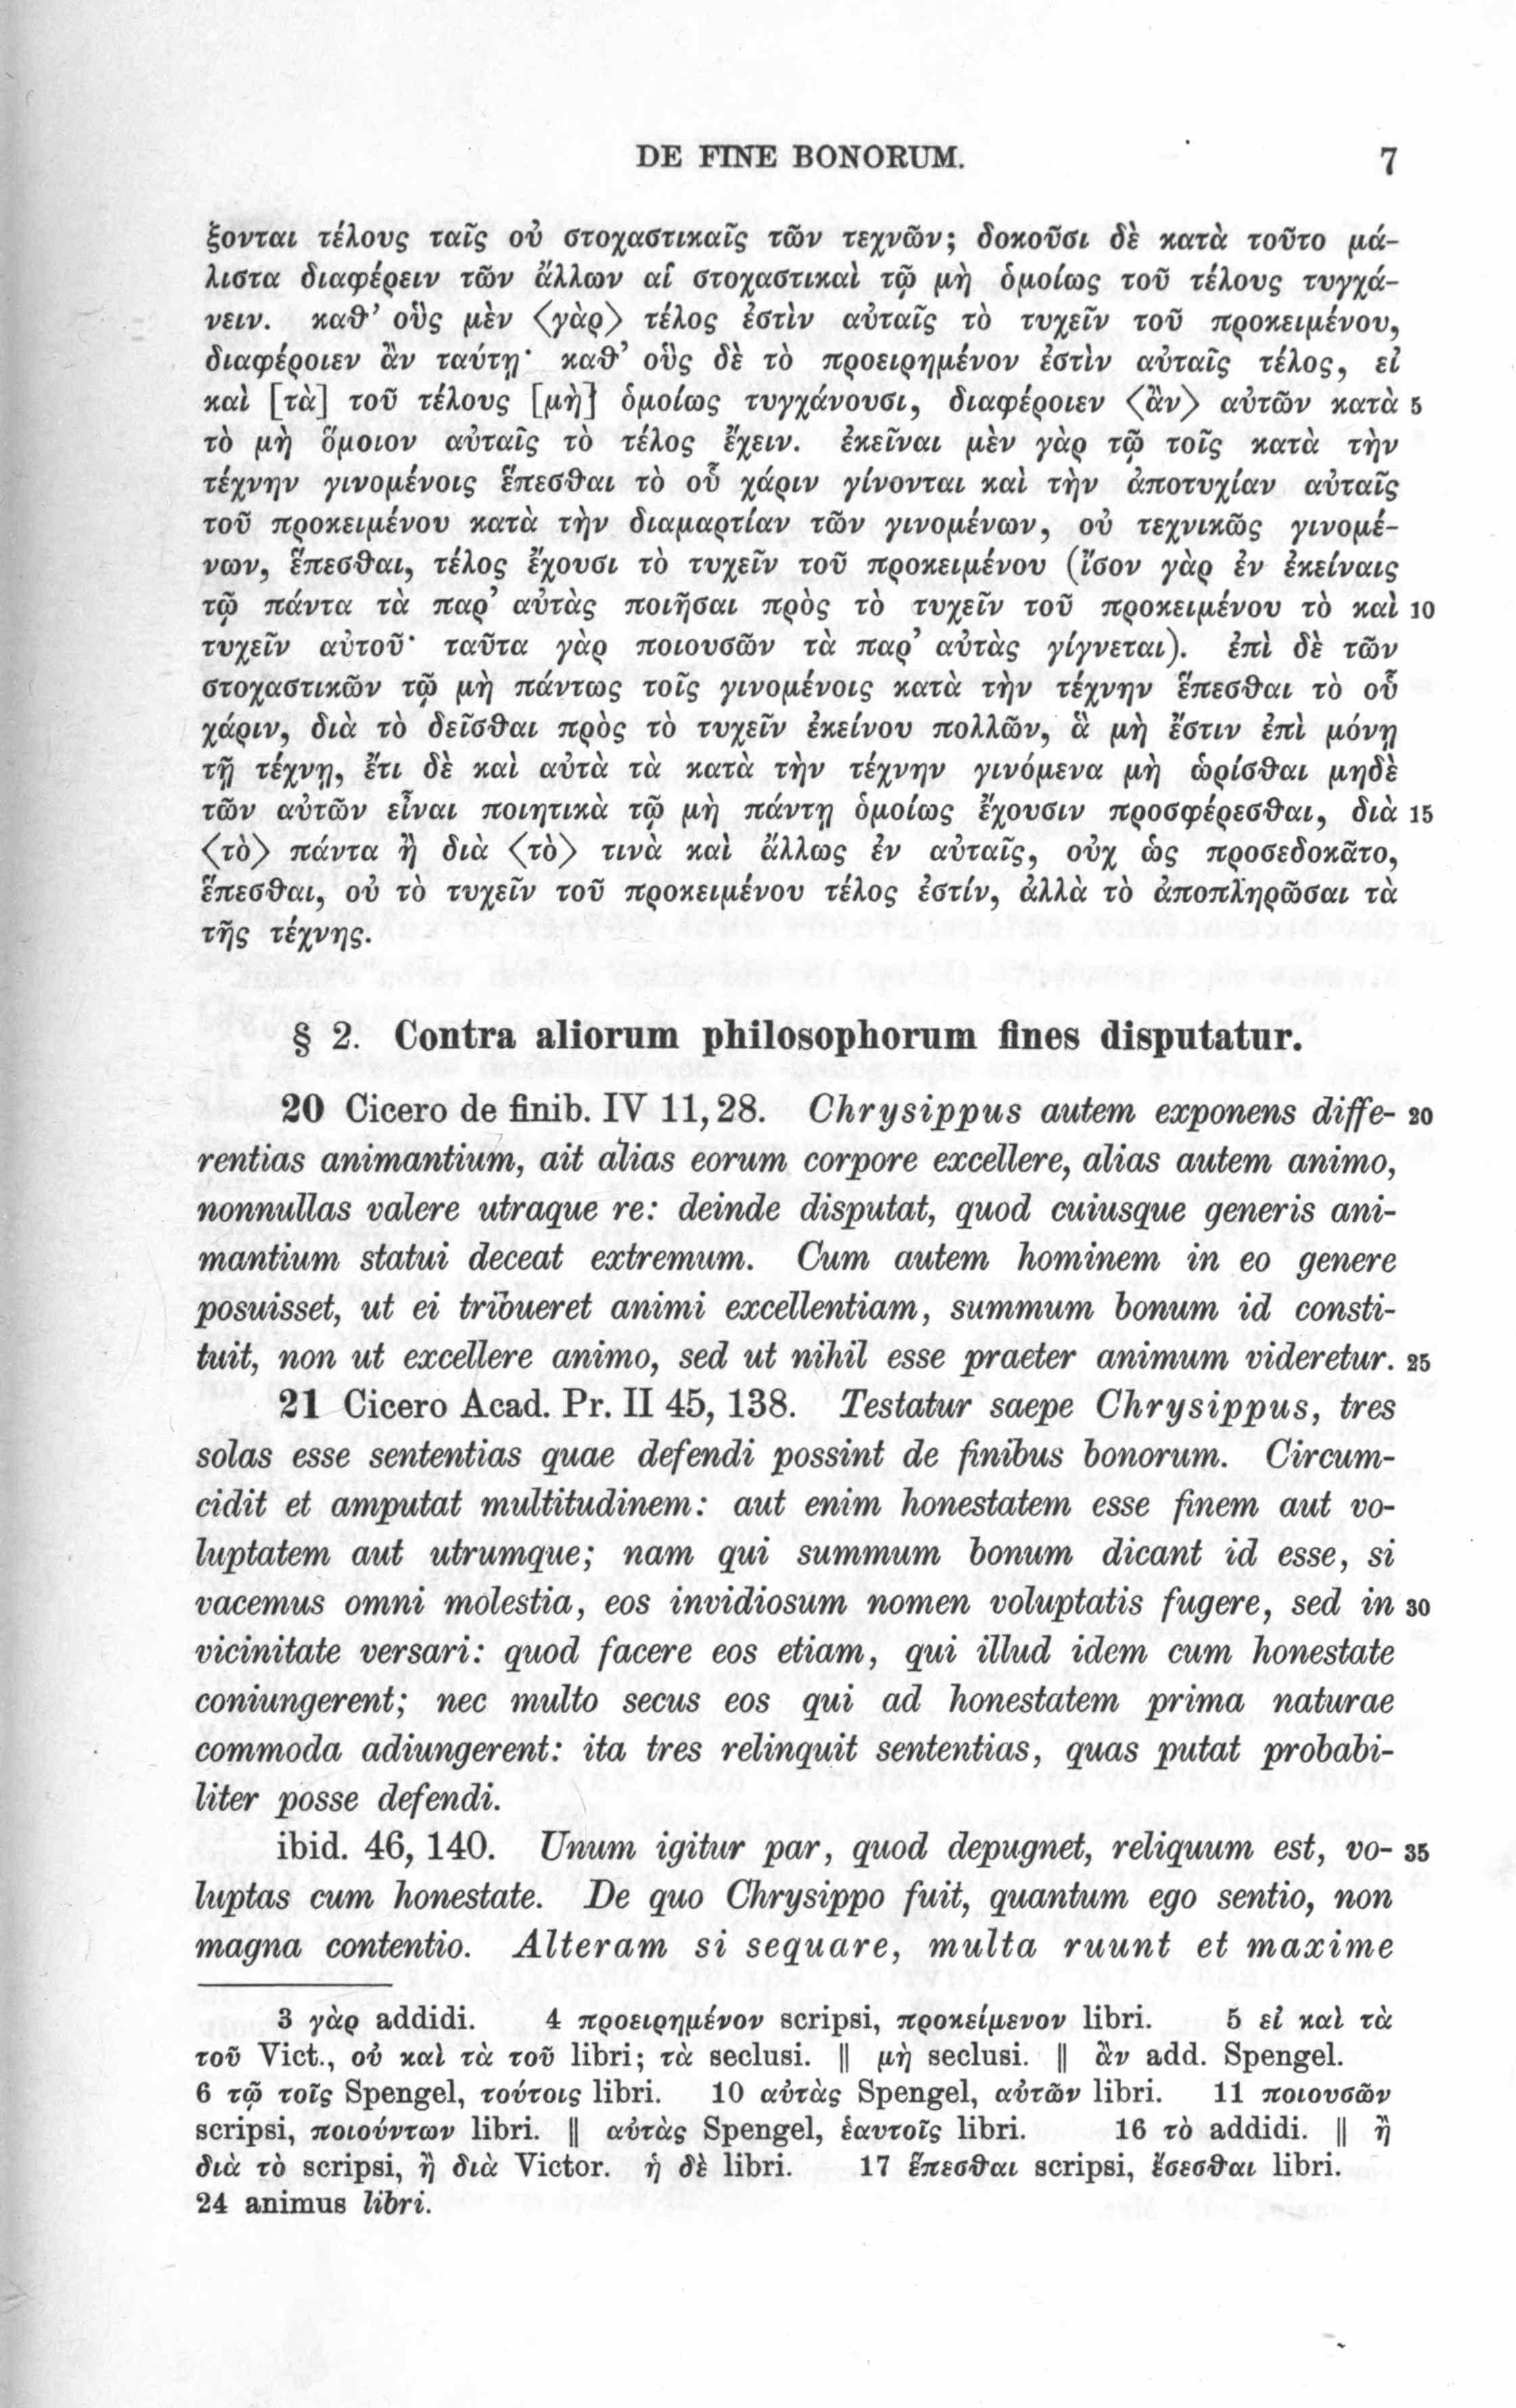 DE FINE BONORUM. 7
ξονται τέλους ταῖς οὐ στοχαστικαῖς τῶν τεχνῶν; δοκοῦσι δὲ κατὰ τοῦτο μά-
λιστα διαφέρειν τῶν ἄλλων αἱ στοχαστικαὶ τῷ μὴ ὁμοίως τοῦ τέλους τυγχά-
νειν. καθ’ οὓς μὲν ⟨γὰρ⟩ τέλος ἐστὶν αὐταῖς τὸ τυχεῖν τοῦ προκειμένου,
διαφέροιεν ἂν ταύτῃ· καθ’ οὓς δὲ τὸ προειρημένον ἐστὶν αὐταῖς τέλος, εἰ
καὶ [τὰ] τοῦ τέλους [μὴ] ὁμοίως τυγχάνουσι, διαφέροιεν ⟨ἂν⟩ αὐτῶν κατὰ 5
τὸ μὴ ὅμοιον αὐταῖς τὸ τέλος ἔχειν. ἐκεῖναι μὲν γὰρ τῷ τοῖς κατὰ τὴν
τέχνην γινομένοις ἕπεσθαι τὸ οὗ χάριν γίνονται καὶ τὴν ἀποτυχίαν αὐταῖς
τοῦ προκειμένου κατὰ τὴν διαμαρτίαν τῶν γινομένων, οὐ τεχνικῶς γινομέ-
νων, ἕπεσθαι, τέλος ἔχουσι τὸ τυχεῖν τοῦ προκειμένου (ἴσον γὰρ ἐν ἐκείναις
τῷ πάντα τὰ παρ’ αὐτὰς ποιῆσαι πρὸς τὸ τυχεῖν τοῦ προκειμένου τὸ καὶ 10
τυχεῖν αὐτοῦ· ταῦτα γὰρ ποιουσῶν τὰ παρ’ αὐτὰς γίγνεται). ἐπὶ δὲ τῶν
στοχαστικῶν τῷ μὴ πάντως τοῖς γινομένοις κατὰ τὴν τέχνην ἕπεσθαι τὸ οὗ
χάριν, διὰ τὸ δεῖσθαι πρὸς τὸ τυχεῖν ἐκείνου πολλῶν, ἃ μὴ ἔστιν ἐπὶ μόνῃ
τῇ τέχνῃ, ἔτι δὲ καὶ αὐτὰ τὰ κατὰ τὴν τέχνην γινόμενα μὴ ὡρίσθαι μηδὲ
τῶν αὐτῶν εἶναι ποιητικὰ τῷ μὴ πάντῃ ὁμοίως ἔχουσιν προσφέρεσθαι, διὰ 15
⟨τὸ⟩ πάντα ἢ διὰ ⟨τὸ⟩ τινὰ καὶ ἄλλως ἐν αὐταῖς, οὐχ ὡς προσεδοκᾶτο,
ἕπεσθαι, οὐ τὸ τυχεῖν τοῦ προκειμένου τέλος ἐστίν, ἀλλὰ τὸ ἀποπληρῶσαι τὰ
τῆς τέχνης.
§ 2. Contra aliorum philosophorum fines disputatur.
20 Cicero de finib. IV 11, 28. Chrysippus autem exponens diffe- 20
rentias animantium, ait alias eorum corpore excellere, alias autem animo,
nonnullas valere utraque re: deinde disputat, quod cuiusque generis ani-
mantium statui deceat extremum. Cum autem hominem in eo genere
posuisset, ut ei tribueret animi excellentiam, summum bonum id consti-
tuit, non ut excellere animo, sed ut nihil esse praeter animum videretur. 25
21 Cicero Acad. Pr. II 45, 138. Testatur saepe Chrysippus, tres
solas esse sententias quae defendi possint de finibus bonorum. Circum-
cidit et amputat multitudinem: aut enim honestatem esse finem aut vo-
luptatem aut utrumque; nam qui summum bonum dicant id esse, si
vacemus omni molestia, eos invidiosum nomen voluptatis fugere, sed in 30
vicinitate versari: quod facere eos etiam, qui illud idem cum honestate
coniungerent; nec multo secus eos qui ad honestatem prima naturae
commoda adiungerent: ita tres relinquit sententias, quas putat probabi-
liter posse defendi.
ibid. 46, 140. Unum igitur par, quod depugnet, reliquum est, vo- 35
luptas cum honestate. De quo Chrysippo fuit, quantum ego sentio, non
magna contentio. Alteram si sequare, multa ruunt et maxime
3 γὰρ addidi. 4 προειρημένον scripsi, προκείμενον libri. 5 εἰ καὶ τὰ
τοῦ Vict., οὐ καὶ τὰ τοῦ libri; τὰ seclusi. || μὴ seclusi. || ἂν add. Spengel.
6 τῷ τοῖς Spengel, τούτοις libri. 10 αὐτὰς Spengel, αὐτῶν libri. 11 ποιουσῶν
scripsi, ποιούντων libri. || αὐτὰς Spengel, ἑαυτοῖς libri. 16 τὸ addidi. || ἢ
διὰ τὸ scripsi, ἢ διὰ Victor. ἡ δὲ libri. 17 ἕπεσθαι scripsi, ἔσεσθαι libri.
24 animus libri.